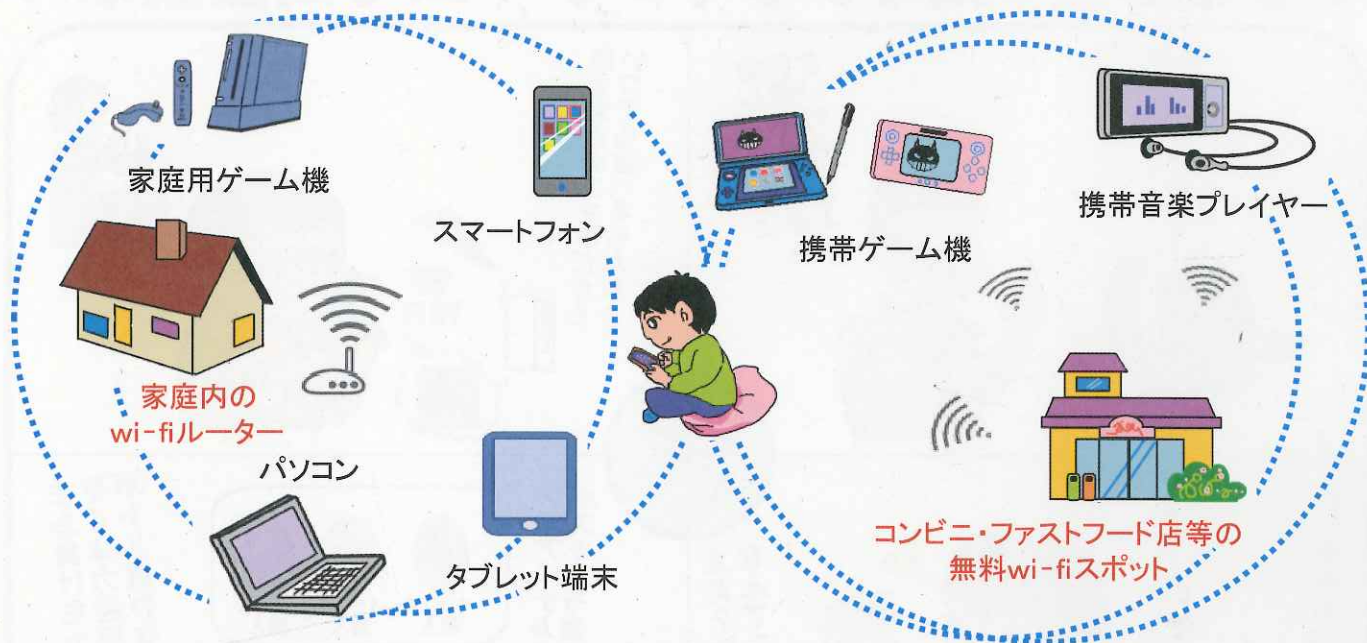 家庭用ゲーム機
スマートフォン
携帯ゲーム機
携帯音楽プレイヤー
家庭内の
wi-fiルーター
パソコン
タブレット端末
コンビニ・ファストフード店等の
無料wi-fiスポット